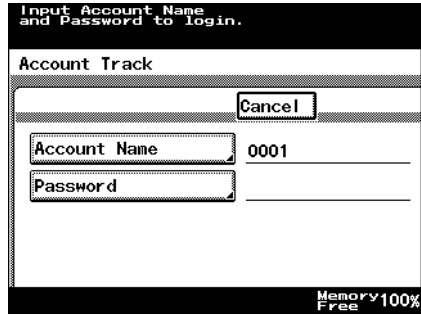 Input Account Name
and Password to login.
Account Track
Cancel
Account Name 0001
Password
Memory
Free 100%